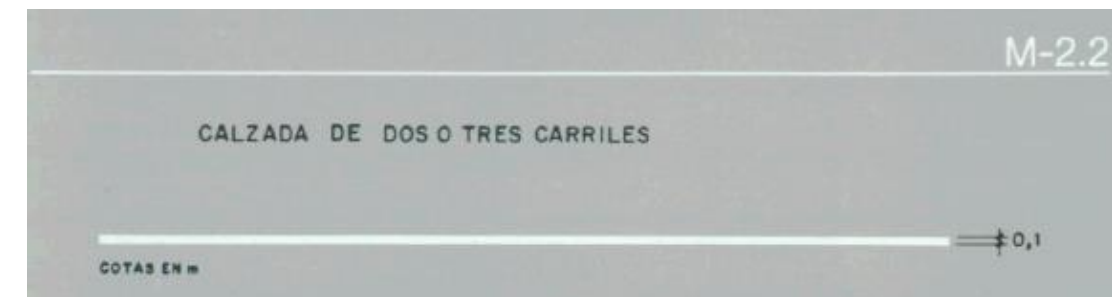 M-2.2
CALZADA DE DOS O TRES CARRILES
0,1
COTAS EN m